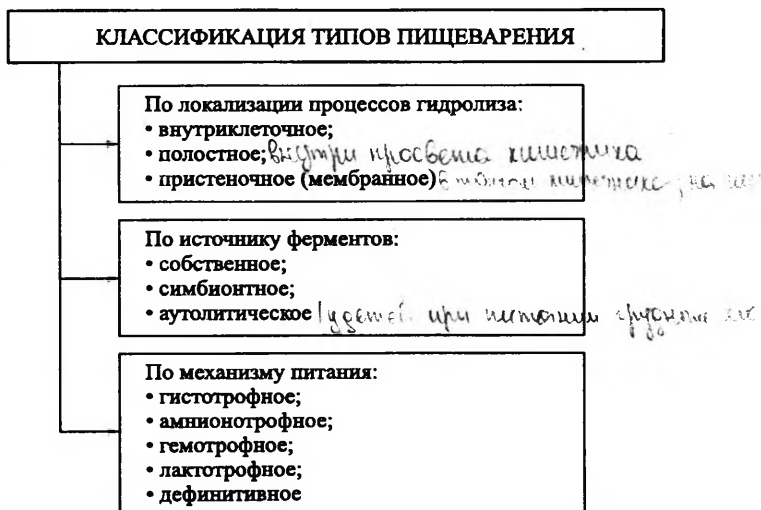 КЛАССИФИКАЦИЯ ТИПОВ ПИЩЕВАРЕНИЯ
По локализации процессов гидролиза:
• внутриклеточное;
• полостное; внутри просвета кишечника
• пристеночное (мембранное)
По источнику ферментов:
• собственное;
• симбионтное;
• аутолитическое (у детей при питании грудным
По механизму питания:
• гистотрофное;
• амнионотрофное;
• гемотрофное;
• лактотрофное;
• дефинитивное